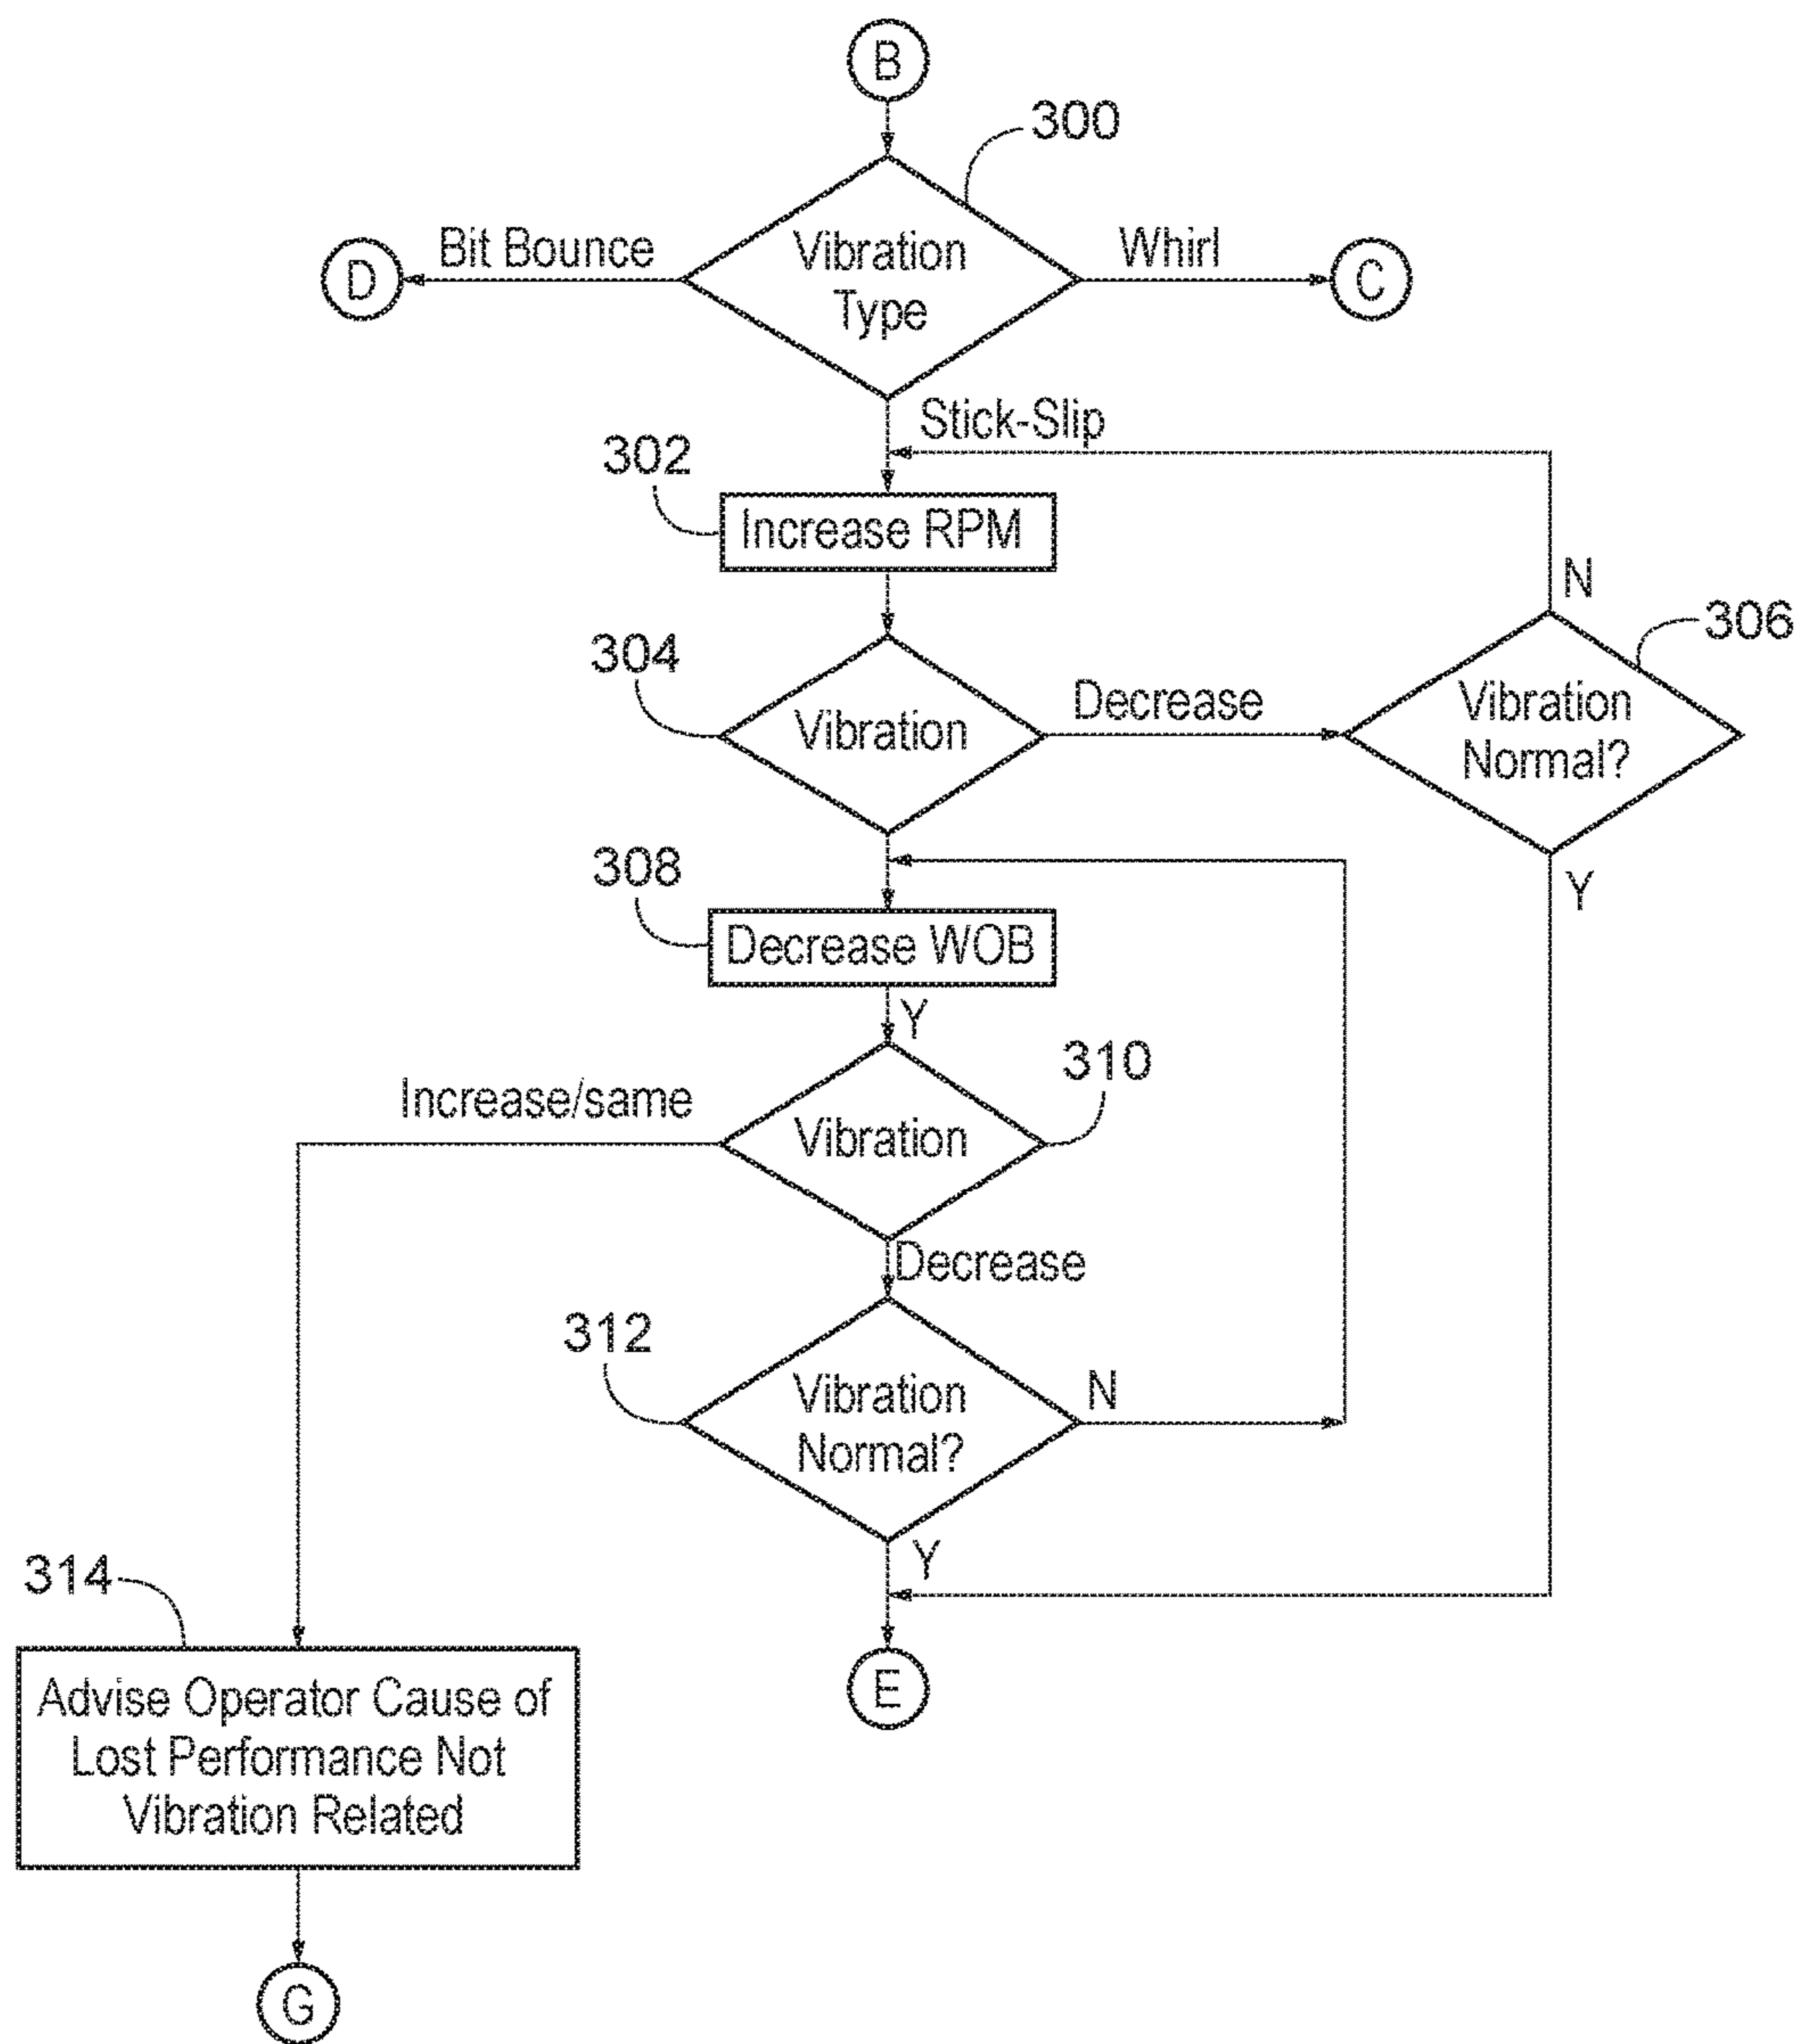 B
300
Bit Bounce
Whirl
D
Vibration
Type
C
Stick-Slip
302
Increase RPM
N
306
304
Vibration
Decrease
Vibration
Normal?
308
Y
Decrease WOB
Y
310
Increase/same
Vibration
Decrease
312
Vibration
Normal?
N
Y
314
E
Advise Operator Cause of
Lost Performance Not
Vibration Related
G